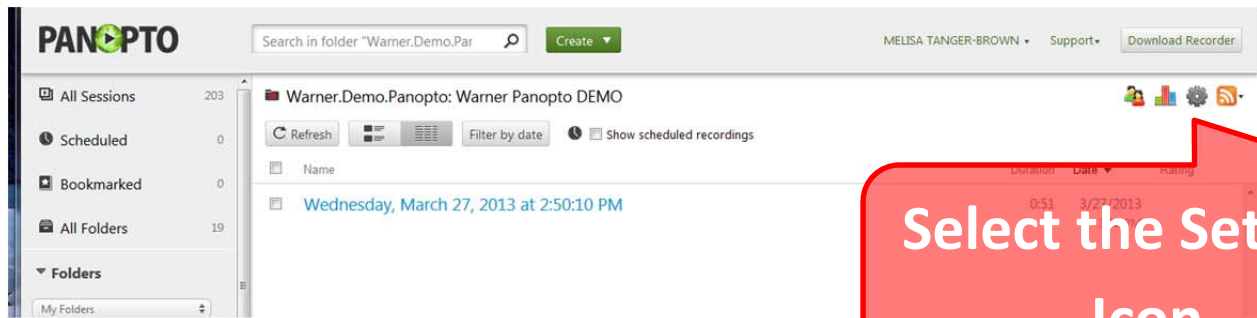 PANOPTO
Search in folder "Warner.Demo.Par
Create
MELISA TANGER-BROWN
Support
Download Recorder
All Sessions 203
Warner.Demo.Panopto: Warner Panopto DEMO
Scheduled 0
Refresh
Filter by date
Show scheduled recordings
Name Duration Date Rating
Bookmarked 0
Wednesday, March 27, 2013 at 2:50:10 PM 0:51 3/27/2013
All Folders 19
Folders
My Folders
Select the Set
Icon